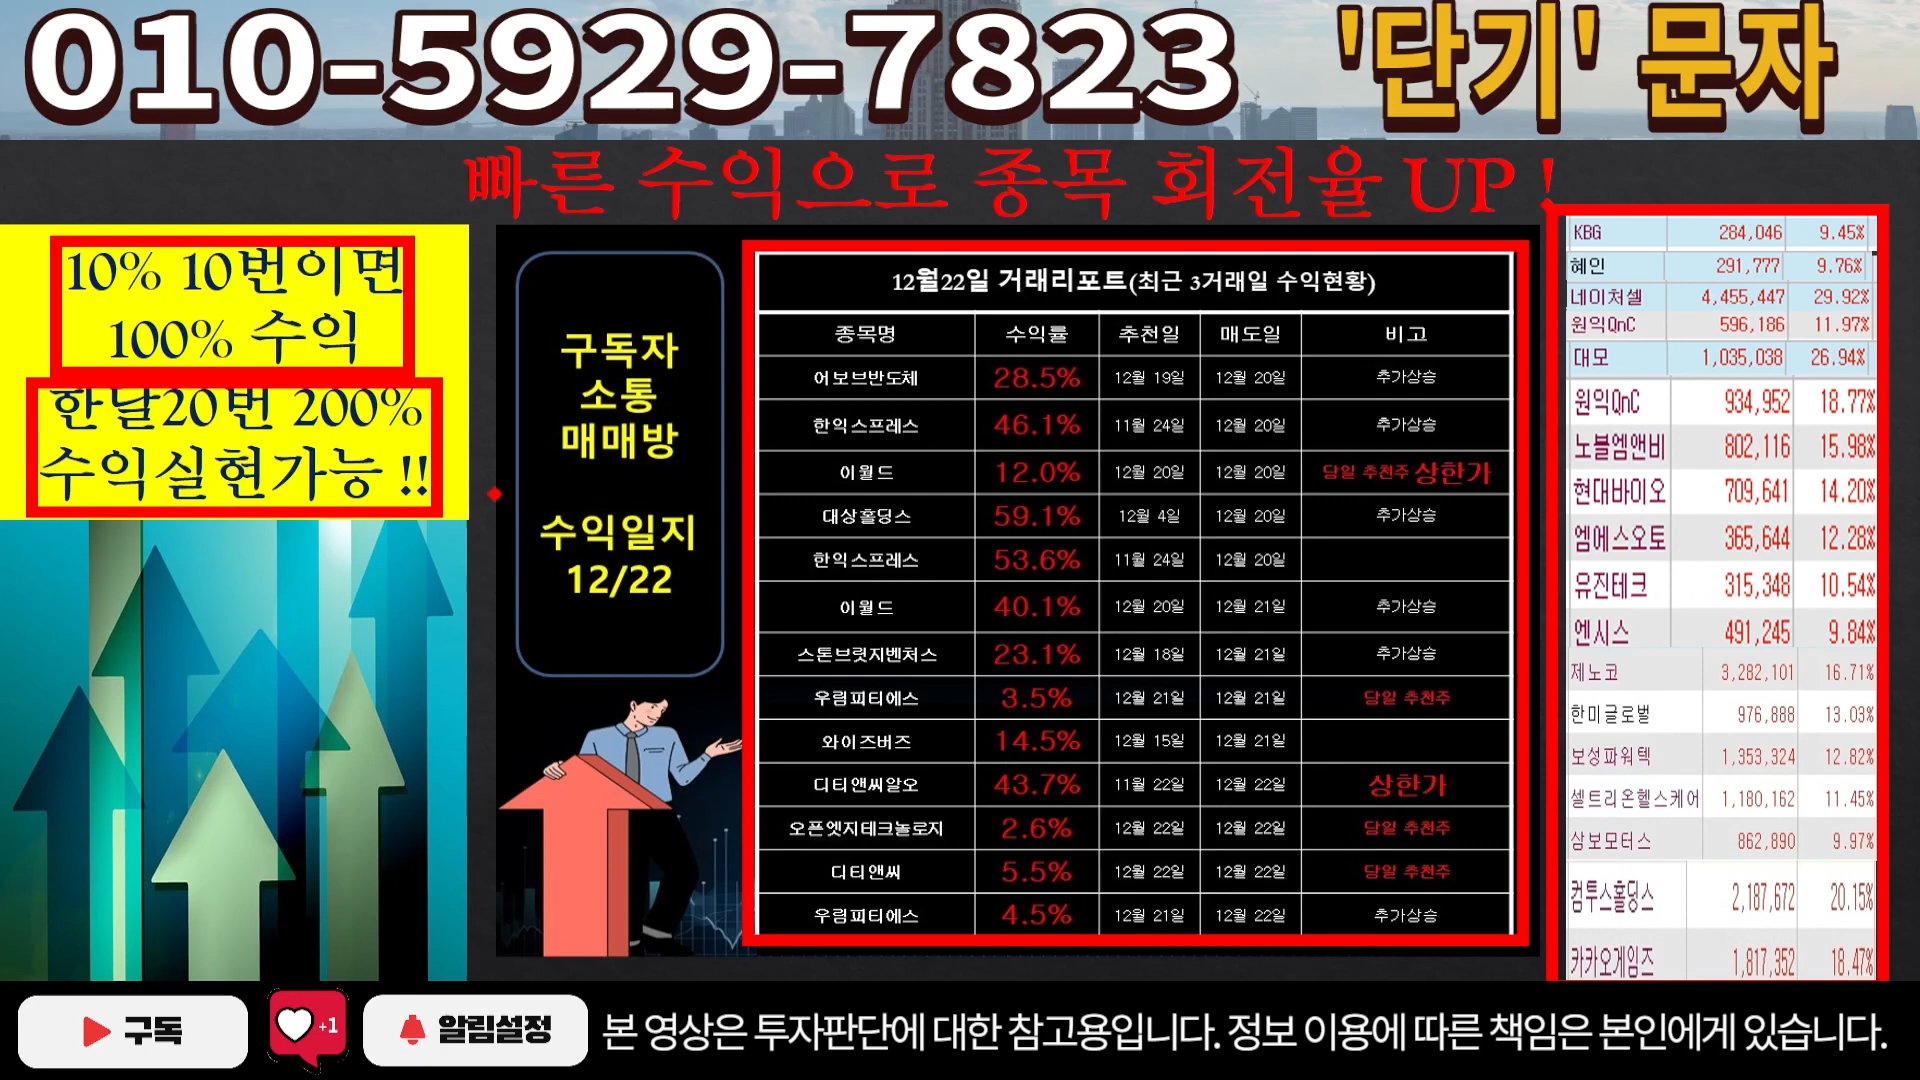 010-5929-7823 '단기' 문자
빠른 수익으로 종목 회전율 UP !
10% 10번이면
100% 수익
한달20번 200%
수익실현가능 !!
구독자
소통
매매방
수익일지
12/22
12월22일 거래리포트(최근 3거래일 수익현황)
종목명 수익률 추천일 매도일 비고
어보브반도체 28.5% 12월 19일 12월 20일 추가상승
한익스프레스 46.1% 11월 24일 12월 20일 추가상승
이월드 12.0% 12월 20일 12월 20일 당일 추천주 상한가
대상홀딩스 59.1% 12월 4일 12월 20일 추가상승
한익스프레스 53.6% 11월 24일 12월 20일
이월드 40.1% 12월 20일 12월 21일 추가상승
스톤브릿지벤처스 23.1% 12월 18일 12월 21일 추가상승
우림피티에스 3.5% 12월 21일 12월 21일 당일 추천주
와이즈버즈 14.5% 12월 15일 12월 21일
디티앤씨알오 43.7% 11월 22일 12월 22일 상한가
오픈엣지테크놀로지 2.6% 12월 22일 12월 22일 당일 추천주
디티앤씨 5.5% 12월 22일 12월 22일 당일 추천주
우림피티에스 4.5% 12월 21일 12월 22일 추가상승
KBG 284,046 9.45%
혜인 291,777 9.76%
네이처셀 4,455,447 29.92%
원익QnC 596,186 11.97%
대모 1,035,038 26.94%
원익QnC 934,952 18.77%
노블엠앤비 802,116 15.98%
현대바이오 709,641 14.20%
엠에스오토 365,644 12.28%
유진테크 315,348 10.54%
엔시스 491,245 9.84%
제노코 3,282,101 16.71%
한미글로벌 976,888 13.03%
보성파워텍 1,353,324 12.82%
셀트리온헬스케어 1,180,162 11.45%
삼보모터스 862,890 9.97%
컴투스홀딩스 2,187,672 20.15%
카카오게임즈 1,817,352 18.47%
구독
+1
알림설정
본 영상은 투자판단에 대한 참고용입니다. 정보 이용에 따른 책임은 본인에게 있습니다.